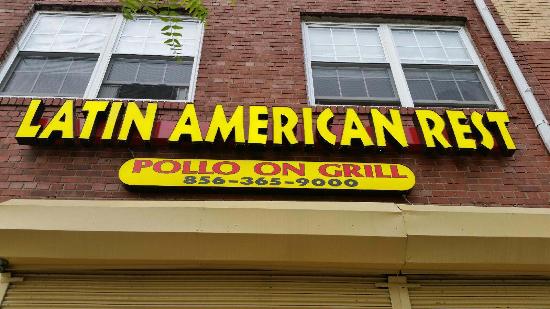 LATIN AMERICAN REST
POLLO ON GRILL
856-365-9000